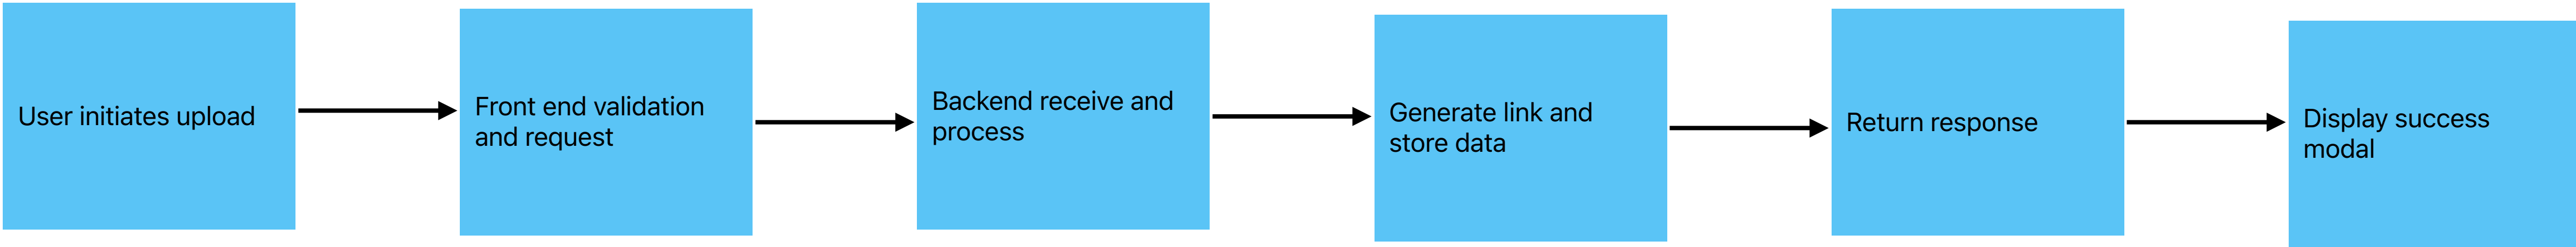 User initiates upload
Front end validation
and request
Backend receive and
process
Generate link and
store data
Return response
Display success
modal